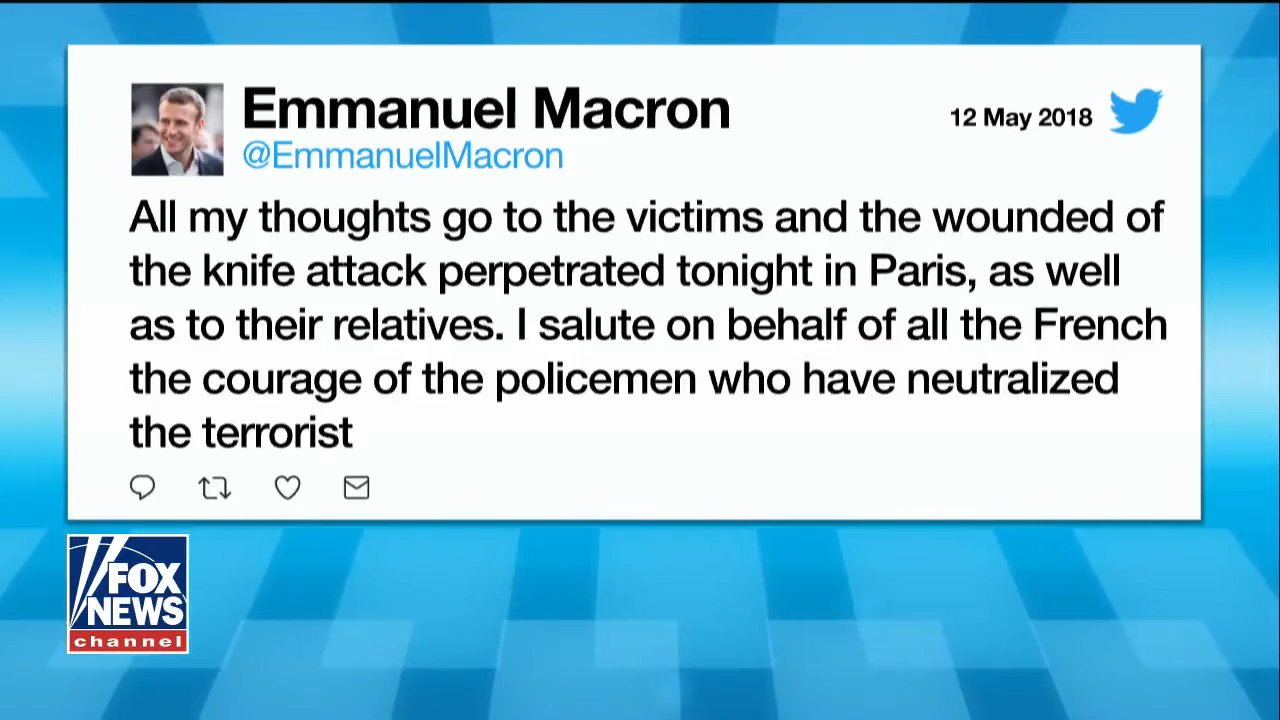 Emmanuel Macron
@EmmanuelMacron
12 May 2018
All my thoughts go to the victims and the wounded of
the knife attack perpetrated tonight in Paris, as well
as to their relatives. I salute on behalf of all the French
the courage of the policemen who have neutralized
the terrorist
FOX
NEWS
channel